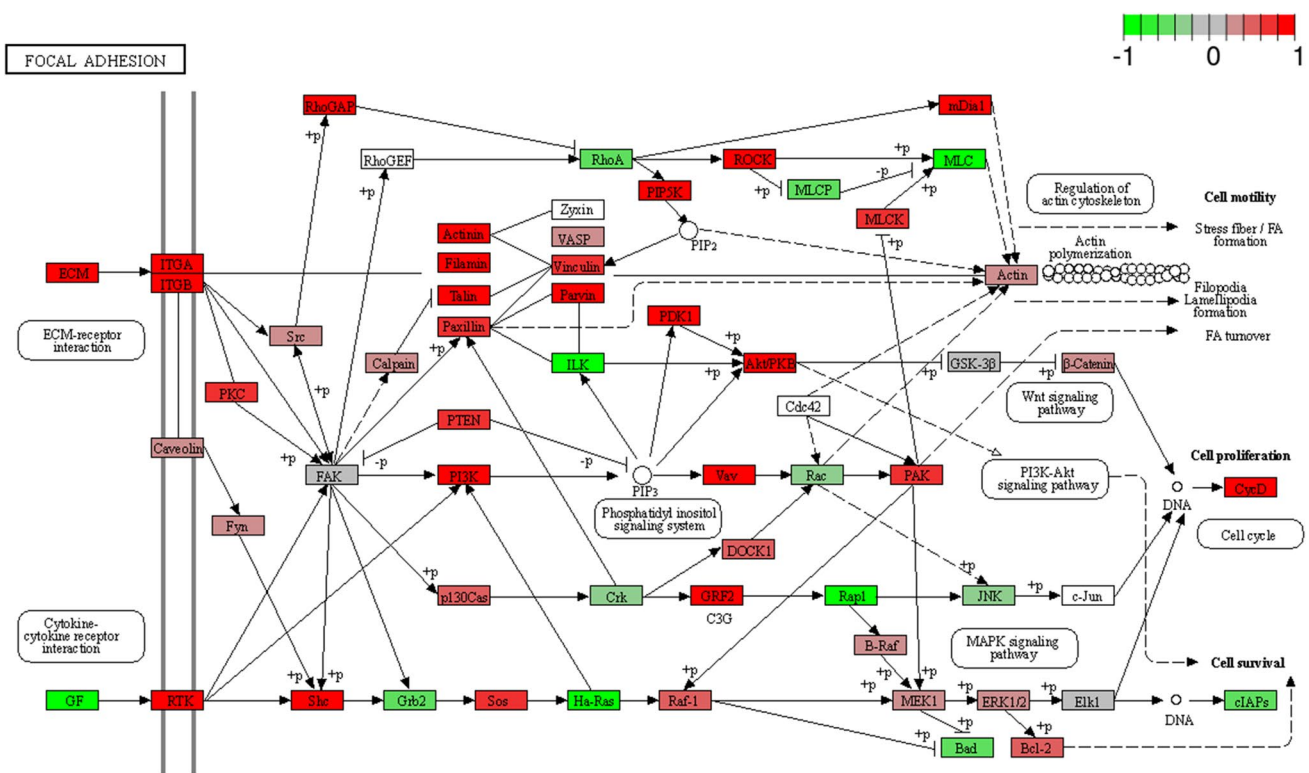 -1 0 1
FOCAL ADHESION
RhoGAP
mDia1
+p
RhoGEF
RhoA
ROCK
+p
MLC
+p
PIP5K
+p
MLCP
-p
+p
MLCK
+p
Regulation of
actin cytoskeleton
Cell motility
Zyxin
Actinin
VASP
PIP2
Stress fiber / FA
formation
Actin
polymerization
ECM
ITGA
ITGB
Filamin
Vinculin
Actin
Talin
Parvin
Filopodia
Lamellipodia
formation
ECM-receptor
interaction
Src
Paxillin
PDK1
FA turnover
+p
+p
Calpain
ILK
+p
Akt/PKB
+p
GSK-3β
+p
β-Catenin
+p
PKC
PTEN
Cdc42
Wnt signaling
pathway
Caveolin
+p
-p
-p
FAK
PI3K
PIP3
Vav
Rac
PAK
PI3K-Akt
signaling pathway
Cell proliferation
DNA
CycD
Phosphatidyl inositol
signaling system
Fyn
DOCK1
Cell cycle
+p
p130Cas
Crk
GRF2
C3G
Rap1
+p
JNK
+p
c-Jun
Cytokine-
cytokine receptor
interaction
B-Raf
MAPK signaling
pathway
Cell survival
+p
+p
+p
+p
+p
+p
+p
+p
GF
RTK
Shc
Grb2
Sos
Ha-Ras
Raf-1
MEK1
ERK1/2
Elk1
DNA
cIAPs
+p
+p
+p
Bad
Bcl-2